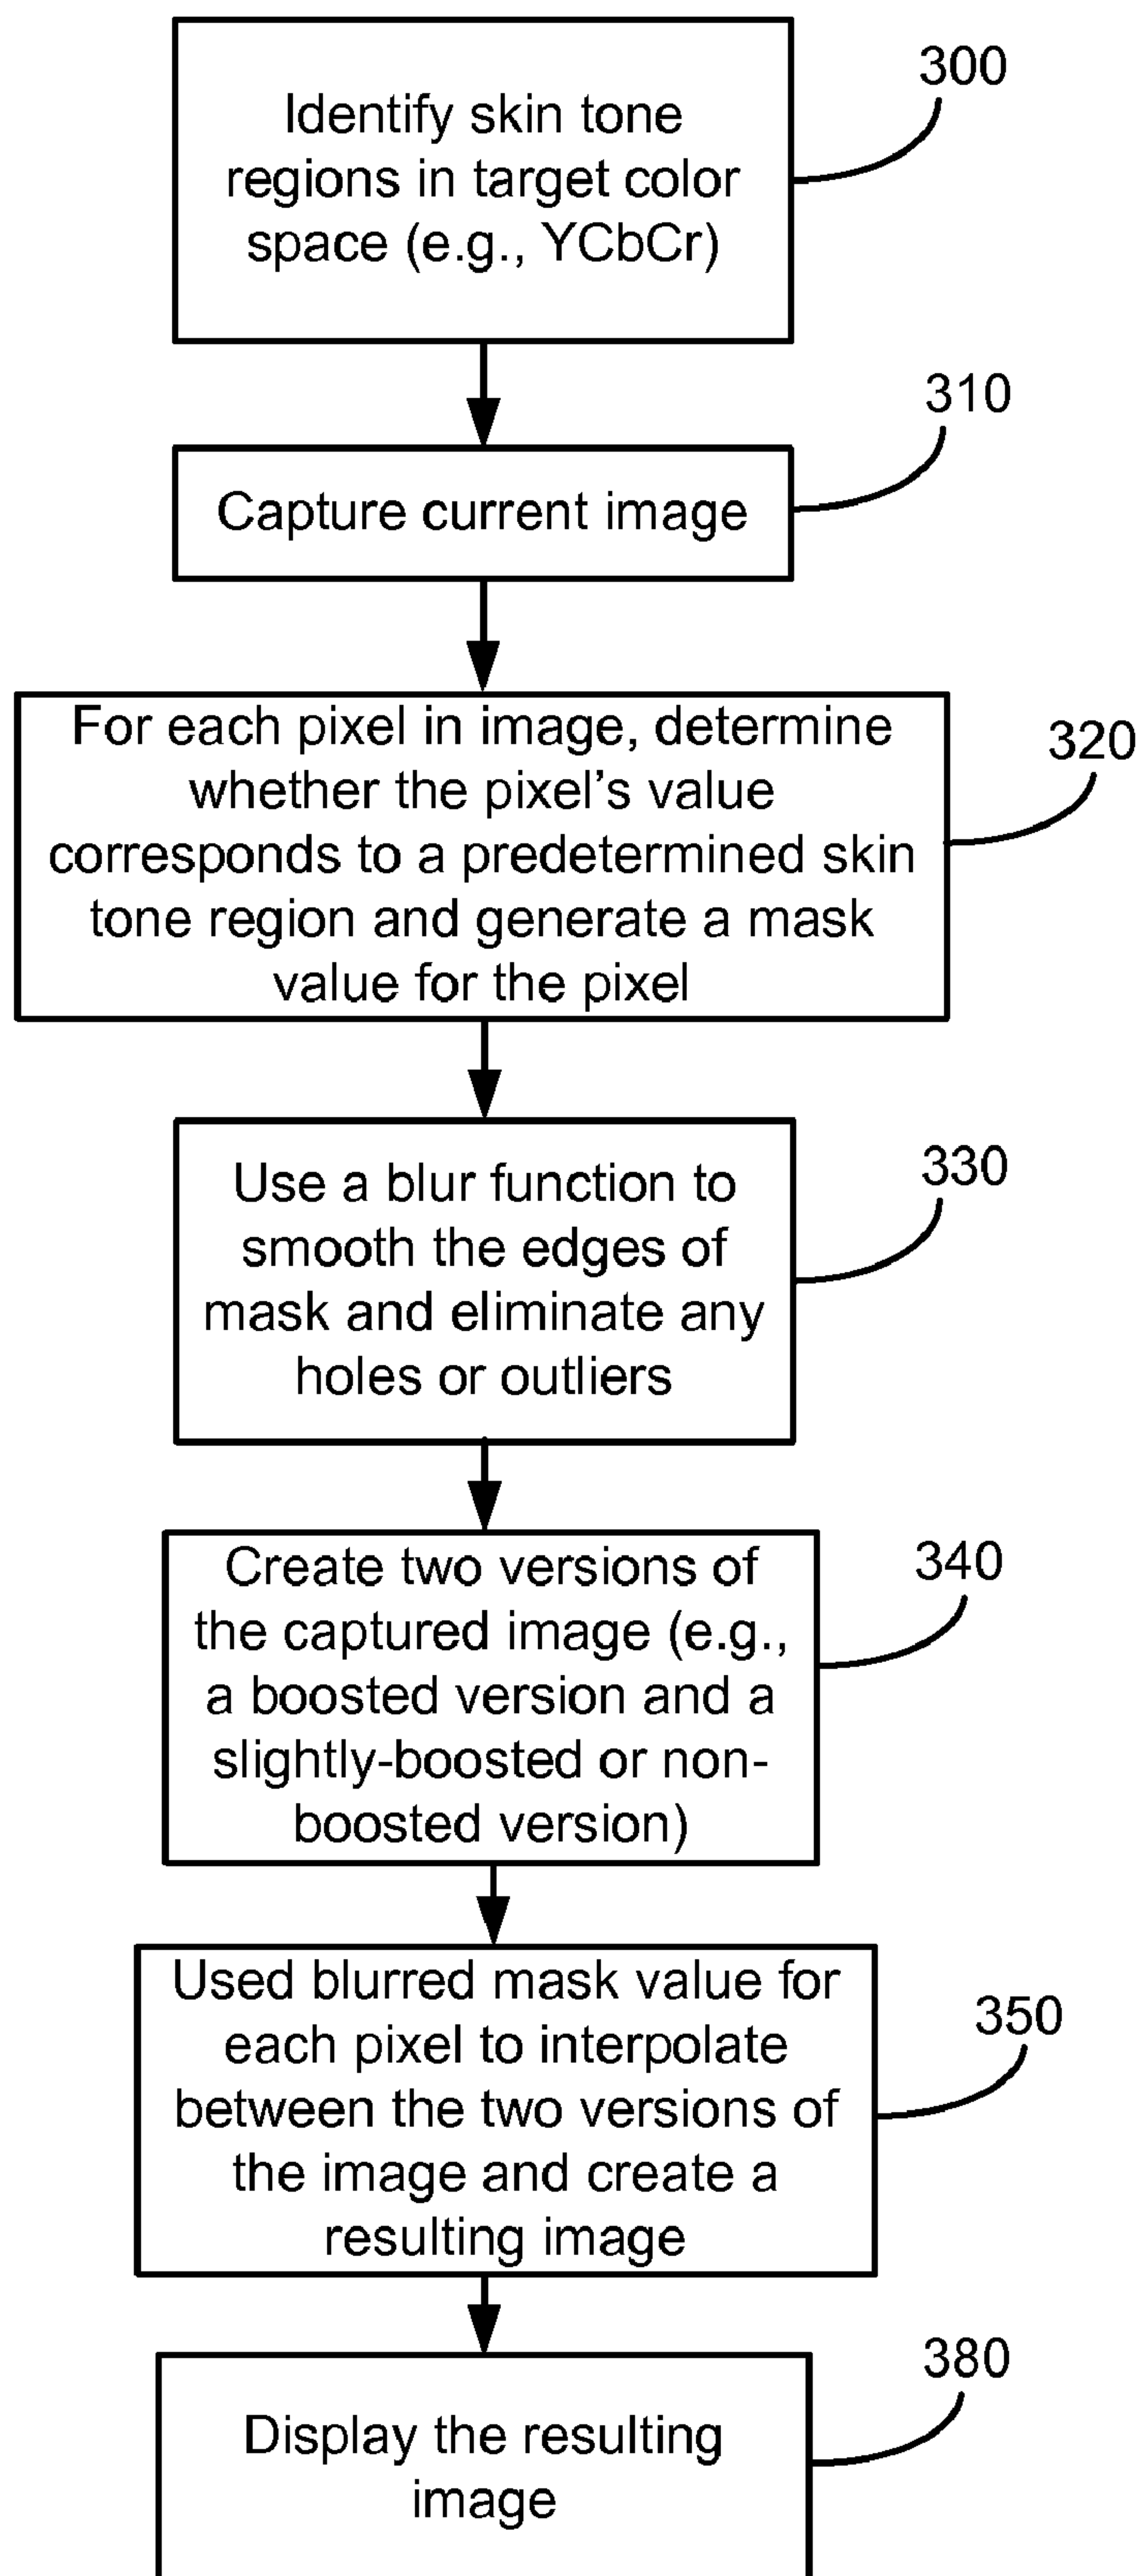 300
Identify skin tone
regions in target color
space (e.g., YCbCr)
310
Capture current image
320
For each pixel in image, determine
whether the pixel's value
corresponds to a predetermined skin
tone region and generate a mask
value for the pixel
330
Use a blur function to
smooth the edges of
mask and eliminate any
holes or outliers
340
Create two versions of
the captured image (e.g.,
a boosted version and a
slightly-boosted or non-
boosted version)
350
Used blurred mask value for
each pixel to interpolate
between the two versions of
the image and create a
resulting image
380
Display the resulting
image